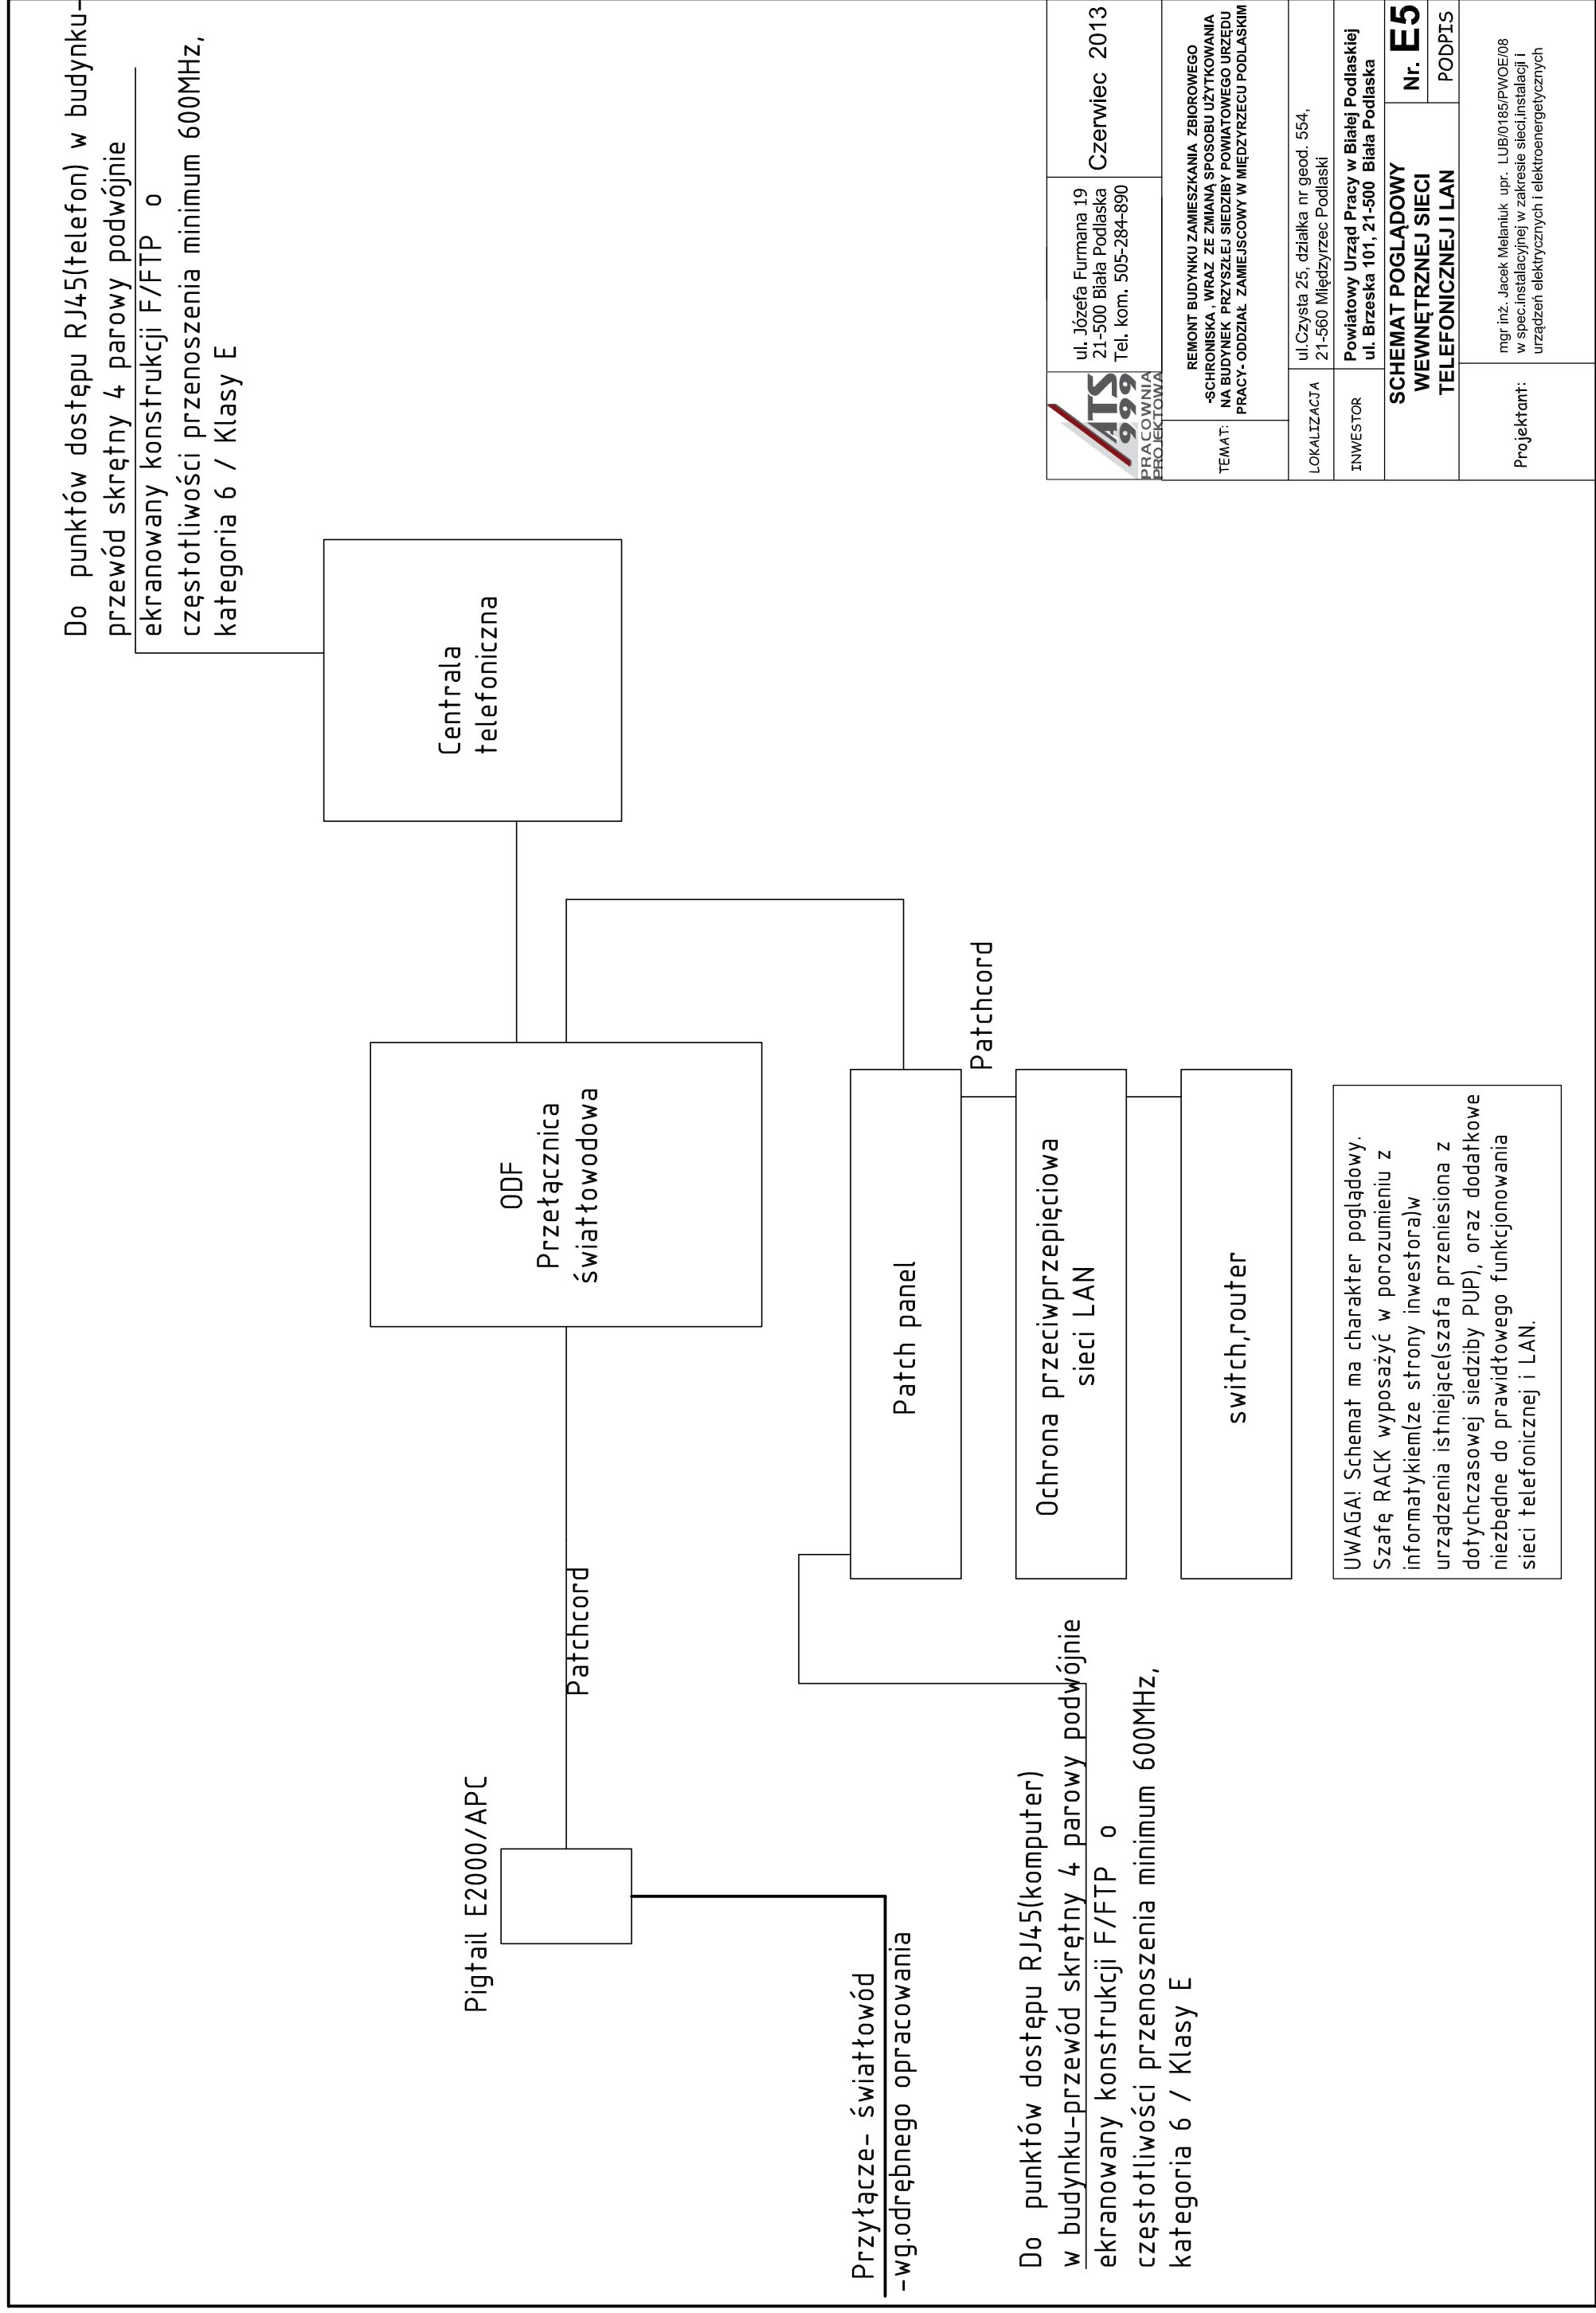 Do punktów dostępu RJ45(telefon) w budynku-
przewód skrętny 4 parowy podwójnie
ekranowany konstrukcji F/FTP o
częstotliwości przenoszenia minimum 600MHz,
kategoria 6 / Klasy E
Centrala
telefoniczna
ODF
Przełącznica
światłowodowa
Pigtail E2000/APC
Patchcord
Patchcord
Patch panel
Ochrona przeciwprzepięciowa
sieci LAN
switch,router
Przyłącze- światłowód
-wg.odrębnego opracowania
Do punktów dostępu RJ45(komputer)
w budynku-przewód skrętny 4 parowy podwójnie
ekranowany konstrukcji F/FTP o
częstotliwości przenoszenia minimum 600MHz,
kategoria 6 / Klasy E
UWAGA! Schemat ma charakter poglądowy.
Szafę RACK wyposażyć w porozumieniu z
informatykiem(ze strony inwestora)w
urządzenia istniejące(szafa przeniesiona z
dotychczasowej siedziby PUP), oraz dodatkowe
niezbędne do prawidłowego funkcjonowania
sieci telefonicznej i LAN.
ATS
999
PRACOWNIA
PROJEKTOWA
ul. Józefa Furmana 19
21-500 Biała Podlaska
Tel. kom. 505-284-890
Czerwiec 2013
TEMAT:
REMONT BUDYNKU ZAMIESZKANIA ZBIOROWEGO
-SCHRONISKA , WRAZ ZE ZMIANĄ SPOSOBU UŻYTKOWANIA
NA BUDYNEK PRZYSZŁEJ SIEDZIBY POWIATOWEGO URZĘDU
PRACY- ODDZIAŁ ZAMIEJSCOWY W MIĘDZYRZECU PODLASKIM
LOKALIZACJA
ul.Czysta 25, działka nr geod. 554,
21-560 Międzyrzec Podlaski
INWESTOR
Powiatowy Urząd Pracy w Białej Podlaskiej
ul. Brzeska 101, 21-500 Biała Podlaska
SCHEMAT POGLĄDOWY
WEWNĘTRZNEJ SIECI
TELEFONICZNEJ I LAN
Nr. E5
PODPIS
Projektant:
mgr inż. Jacek Melaniuk upr. LUB/0185/PWOE/08
w spec.instalacyjnej w zakresie sieci,instalacji i
urządzeń elektrycznych i elektroenergetycznych